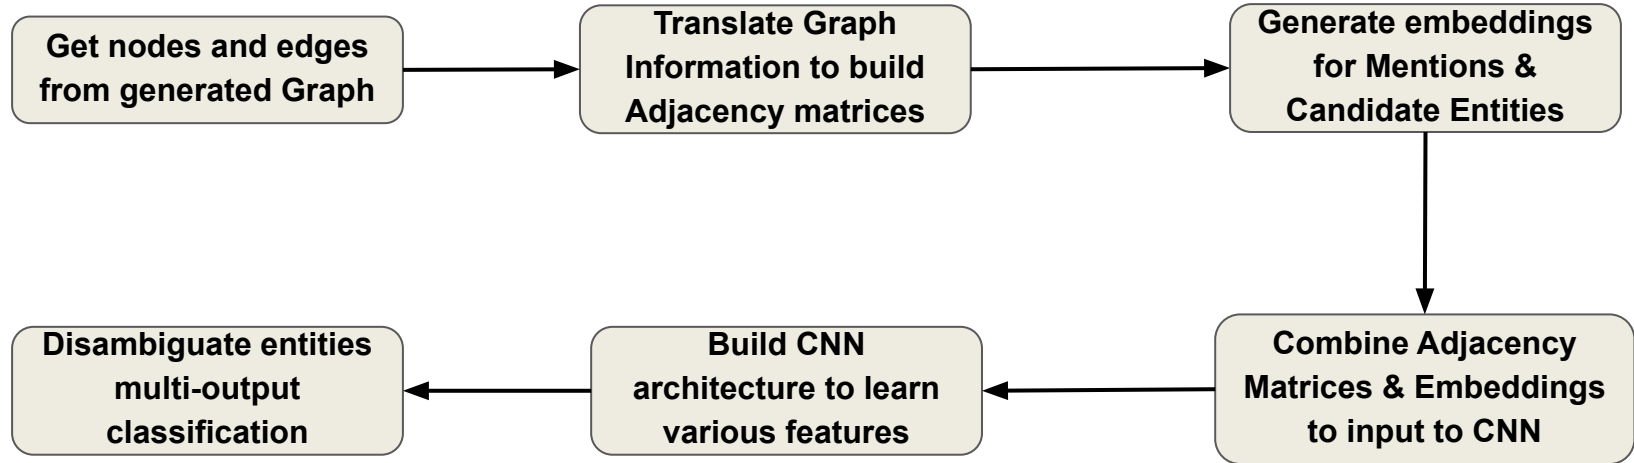 Get nodes and edges
from generated Graph
Translate Graph
Information to build
Adjacency matrices
Generate embeddings
for Mentions &
Candidate Entities
Combine Adjacency
Matrices & Embeddings
to input to CNN
Build CNN
architecture to learn
various features
Disambiguate entities
multi-output
classification